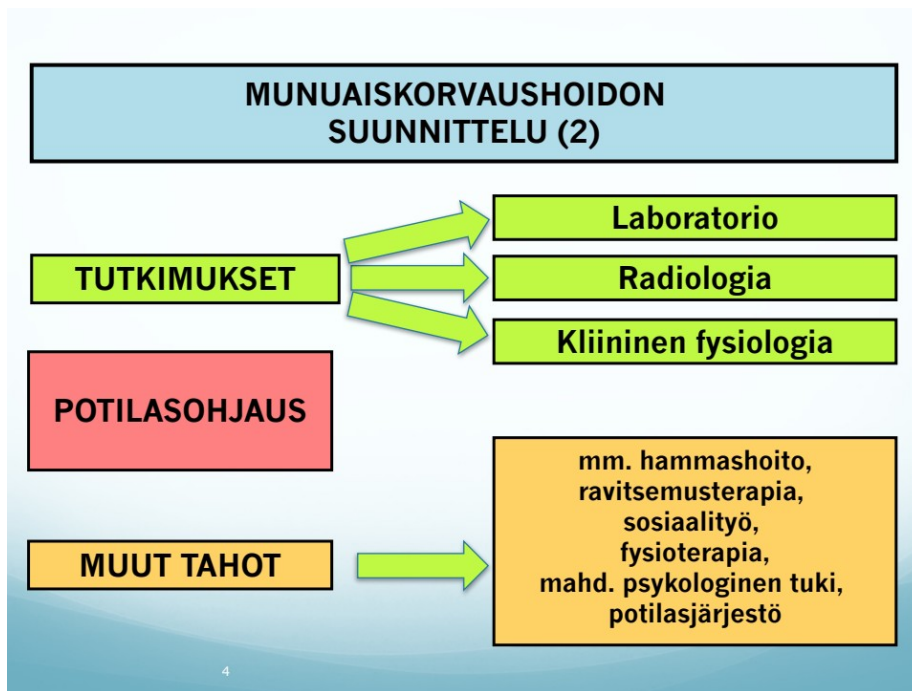 MUNUAISKORVAUSHOIDON
SUUNNITTELU (2)
TUTKIMUKSET
Laboratorio
Radiologia
Kliininen fysiologia
POTILASOHJAUS
MUUT TAHOT
mm. hammashoito,
ravitsemusterapia,
sosiaalityö,
fysioterapia,
mahd. psykologinen tuki,
potilasjärjestö
4